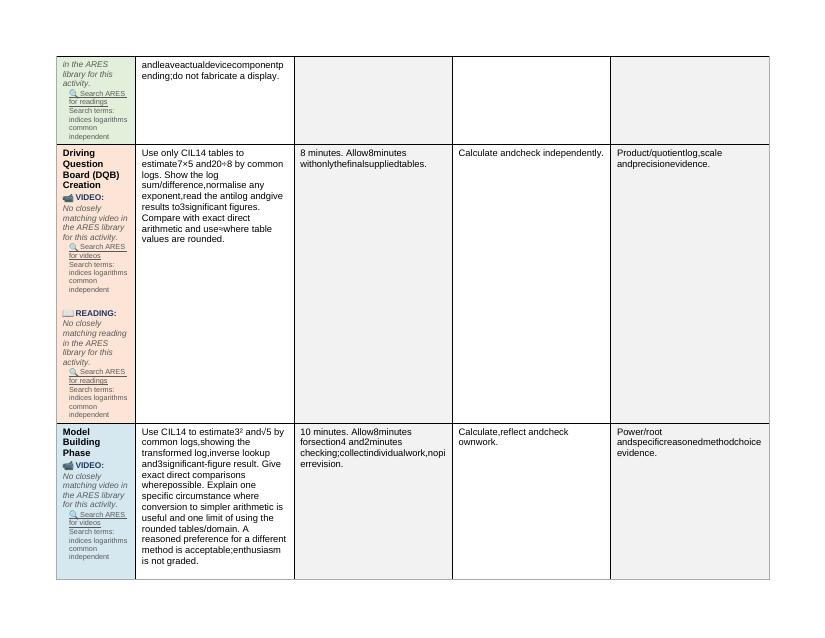 in the ARES
library for this
activity.
🔍 Search ARES
for readings
Search terms:
indices logarithms
common
independent
andleaveactualdevicecomponentp
ending;do not fabricate a display.
Driving
Question
Board (DQB)
Creation
📹 VIDEO:
No closely
matching video in
the ARES library
for this activity.
🔍 Search ARES
for videos
Search terms:
indices logarithms
common
independent
📖 READING:
No closely
matching reading
in the ARES
library for this
activity.
🔍 Search ARES
for readings
Search terms:
indices logarithms
common
independent
Use only CIL14 tables to
estimate7×5 and20÷8 by common
logs. Show the log
sum/difference,normalise any
exponent,read the antilog andgive
results to3significant figures.
Compare with exact direct
arithmetic and use≈where table
values are rounded.
8 minutes. Allow8minutes
withonlythefinalsuppliedtables.
Calculate andcheck independently.
Product/quotientlog,scale
andprecisionevidence.
Model
Building
Phase
📹 VIDEO:
No closely
matching video in
the ARES library
for this activity.
🔍 Search ARES
for videos
Search terms:
indices logarithms
common
independent
Use CIL14 to estimate3² and√5 by
common logs,showing the
transformed log,inverse lookup
and3significant-figure result. Give
exact direct comparisons
wherepossible. Explain one
specific circumstance where
conversion to simpler arithmetic is
useful and one limit of using the
rounded tables/domain. A
reasoned preference for a different
method is acceptable;enthusiasm
is not graded.
10 minutes. Allow8minutes
forsection4 and2minutes
checking;collectindividualwork,nopi
errevision.
Calculate,reflect andcheck
ownwork.
Power/root
andspecificreasonedmethodchoice
evidence.